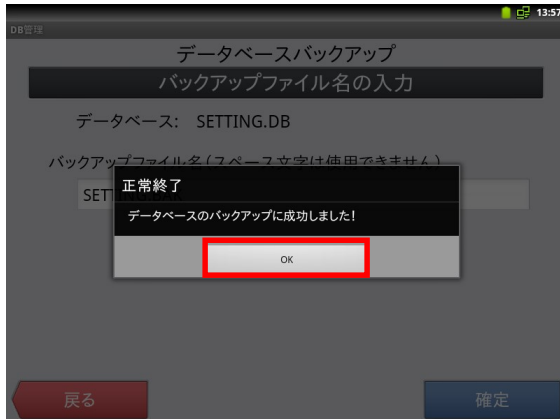 13:57
DB管理
データベースバックアップ
バックアップファイル名の入力
データベース: SETTING.DB
バックアップファイル名(スペース文字は使用できません)
SETTING.BAK
正常終了
データベースのバックアップに成功しました!
OK
戻る
確定